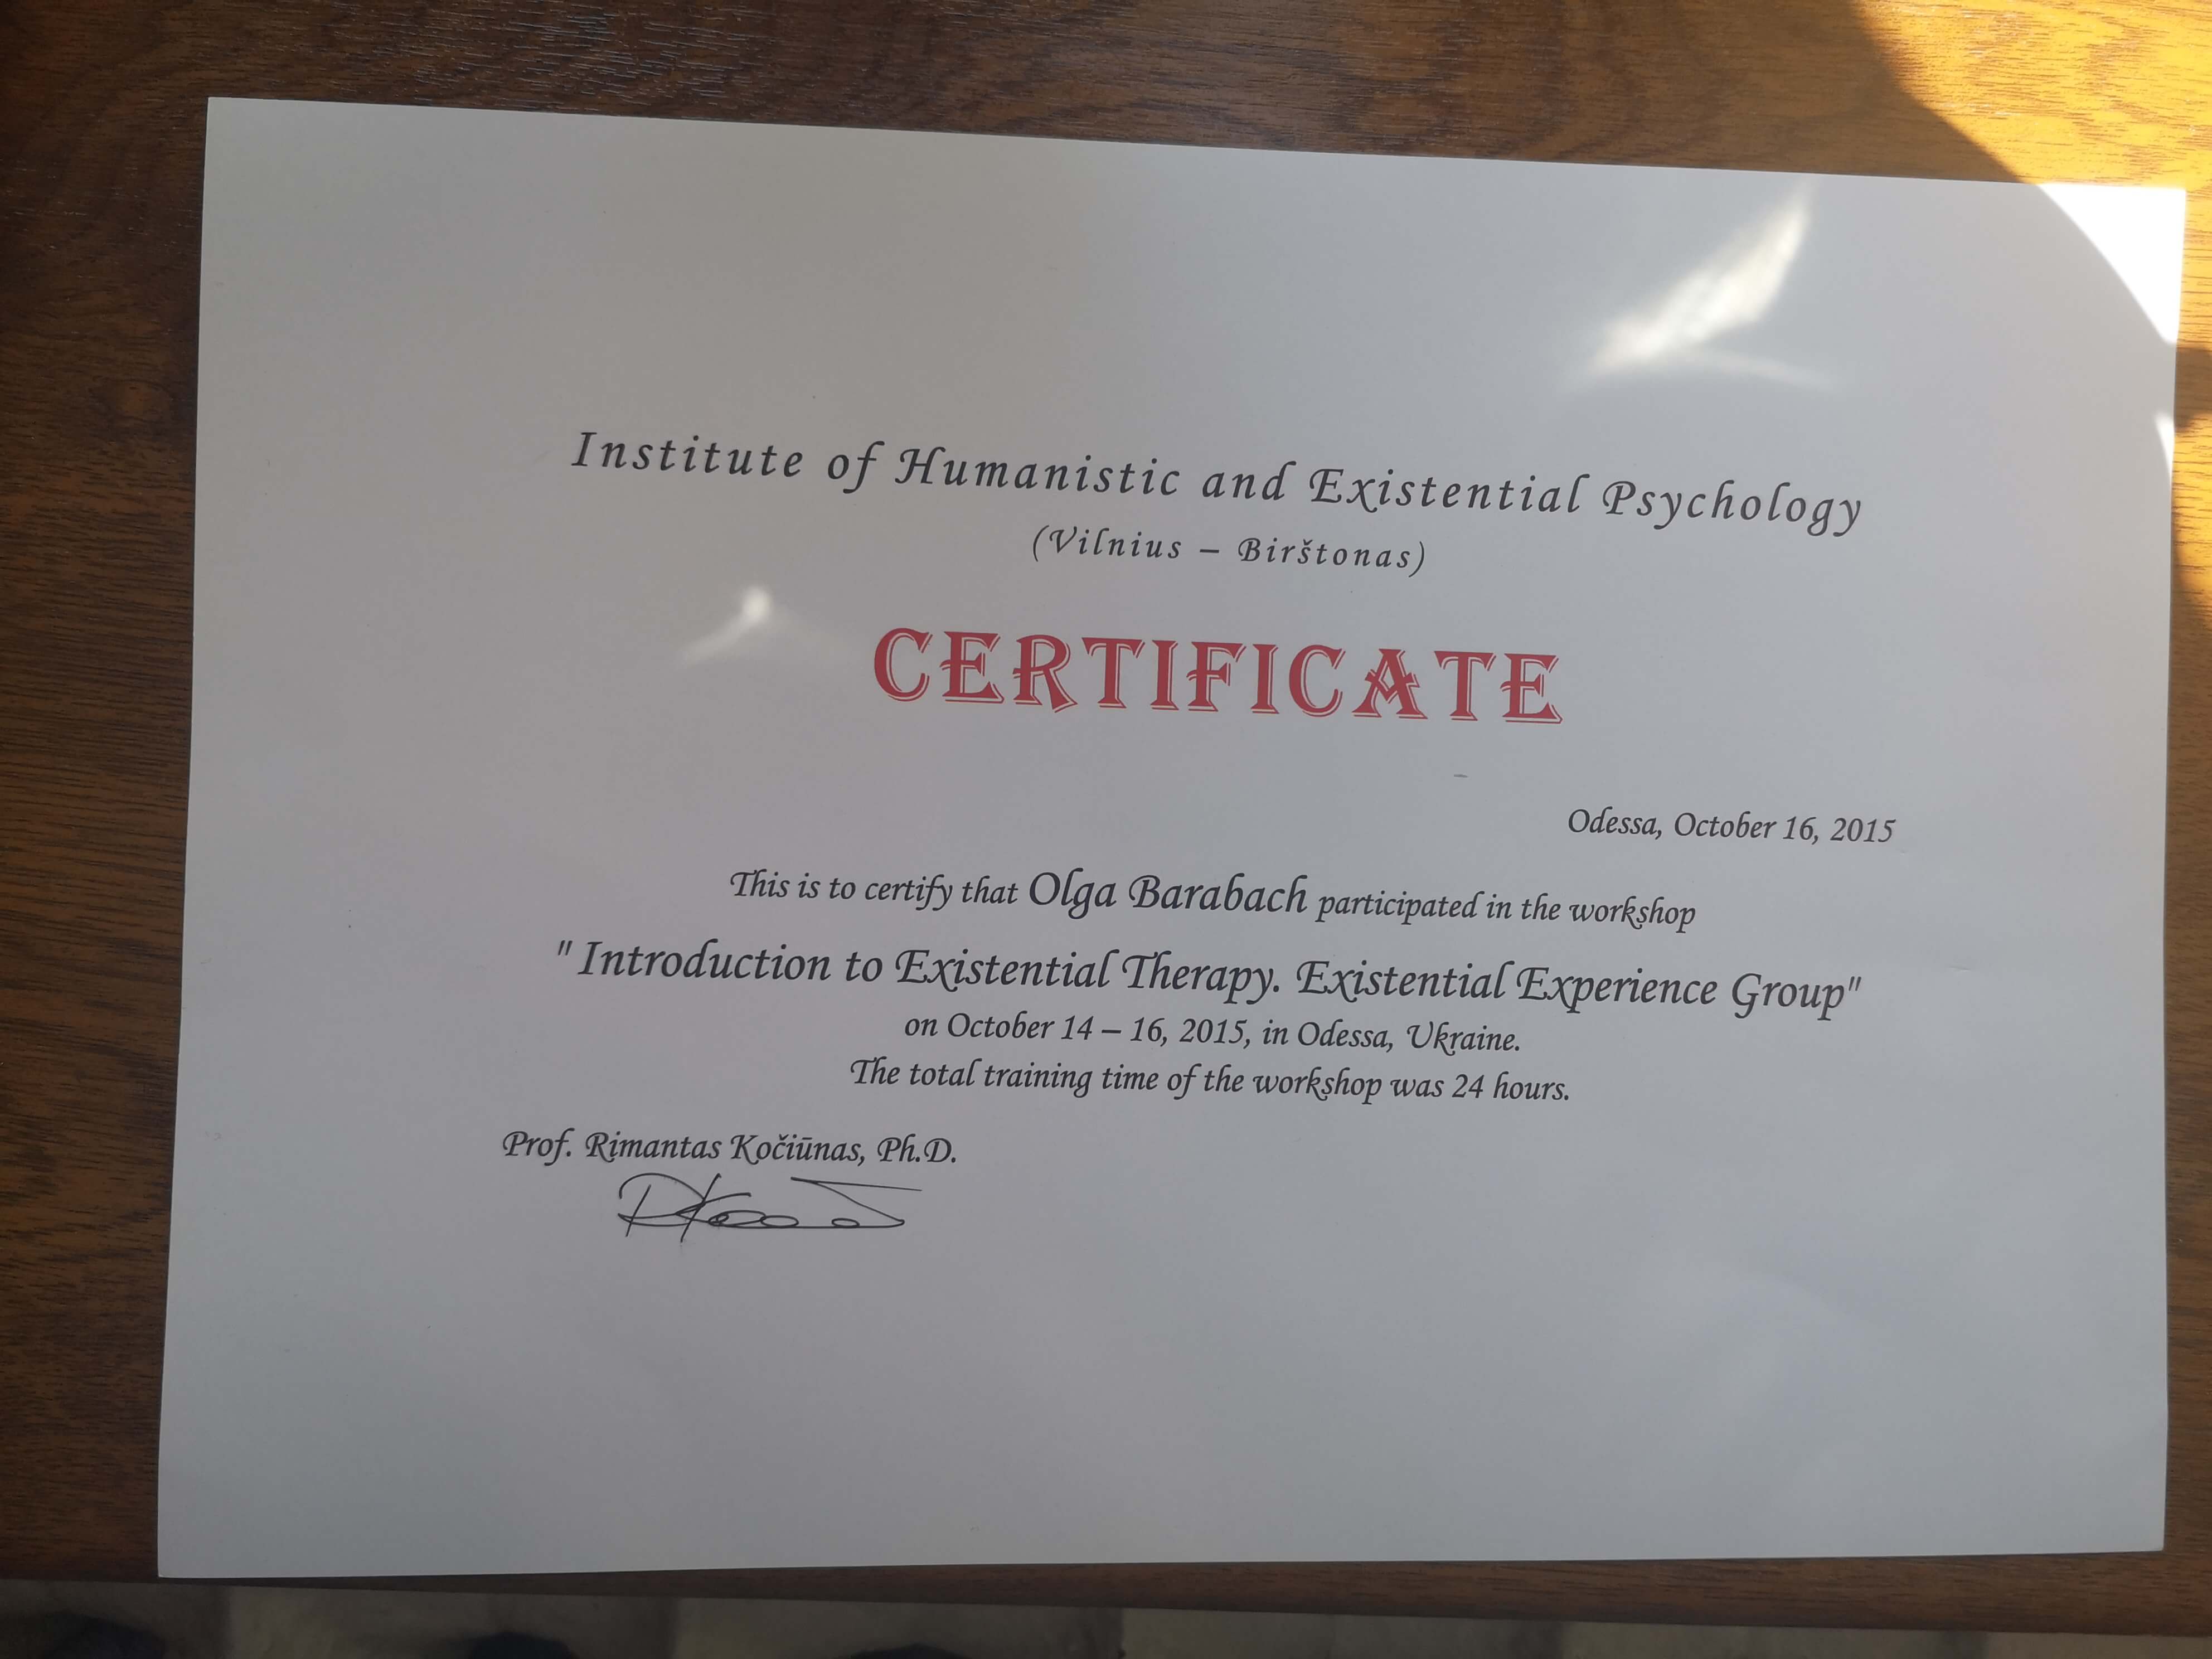 Institute of Humanistic and Existential Psychology
(Vilnius – Birštonas)
CERTIFICATE
Odessa, October 16, 2015
This is to certify that Olga Barabach participated in the workshop
" Introduction to Existential Therapy. Existential Experience Group"
on October 14 – 16, 2015, in Odessa, Ukraine.
The total training time of the workshop was 24 hours.
Prof. Rimantas Kočiūnas, Ph.D.